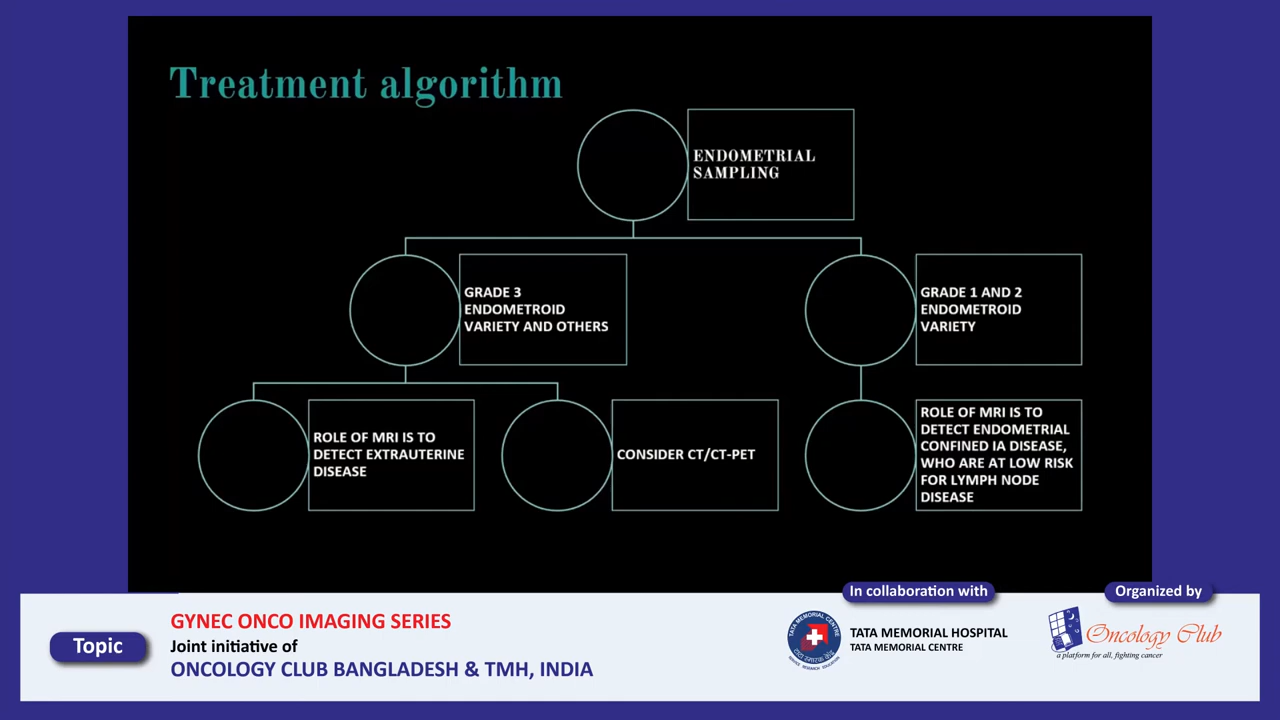 Treatment algorithm
ENDOMETRIAL
SAMPLING
GRADE 3
ENDOMETROID
VARIETY AND OTHERS
GRADE 1 AND 2
ENDOMETROID
VARIETY
ROLE OF MRI IS TO
DETECT EXTRAUTERINE
DISEASE
CONSIDER CT/CT-PET
ROLE OF MRI IS TO
DETECT ENDOMETRIAL
CONFINED IA DISEASE,
WHO ARE AT LOW RISK
FOR LYMPH NODE
DISEASE
In collaboration with
Organized by
Topic
GYNEC ONCO IMAGING SERIES
Joint initiative of
ONCOLOGY CLUB BANGLADESH & TMH, INDIA
TATA MEMORIAL CENTRE
TATA MEMORIAL HOSPITAL
TATA MEMORIAL CENTRE
Oncology Club
a platform for all, fighting cancer